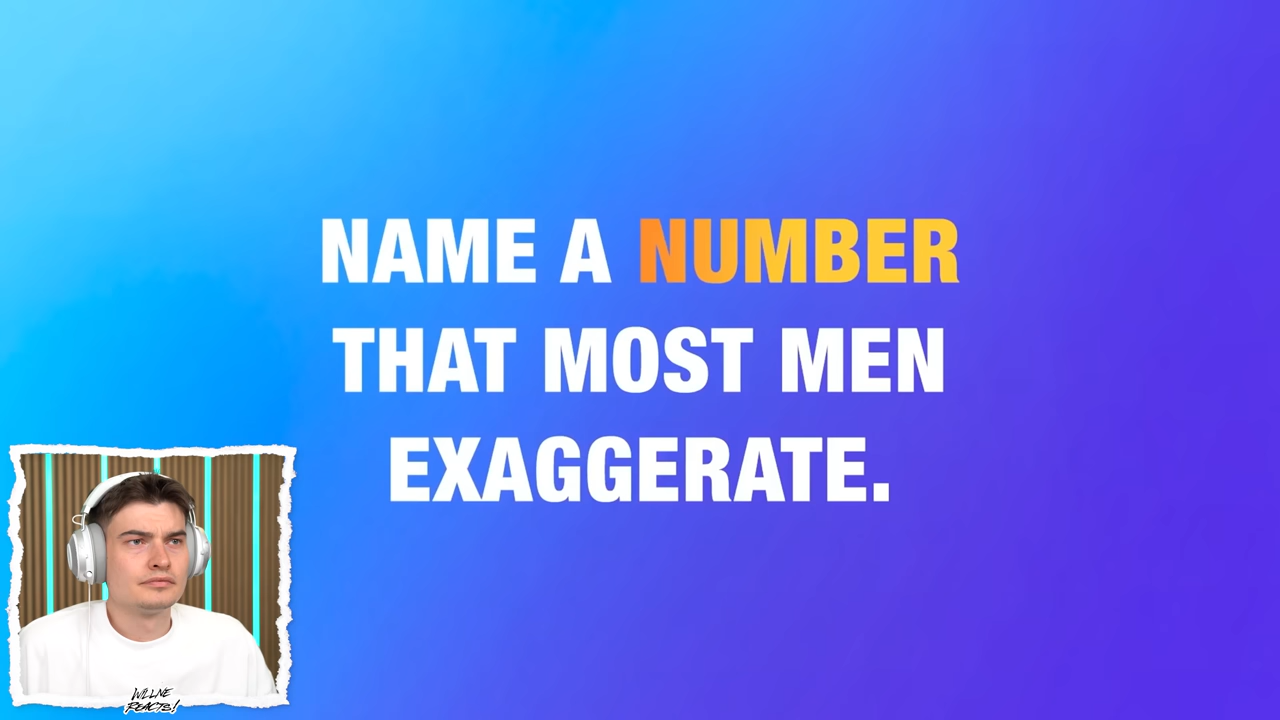 NAME A NUMBER
THAT MOST MEN
EXAGGERATE.
WILLNE
REACTS!